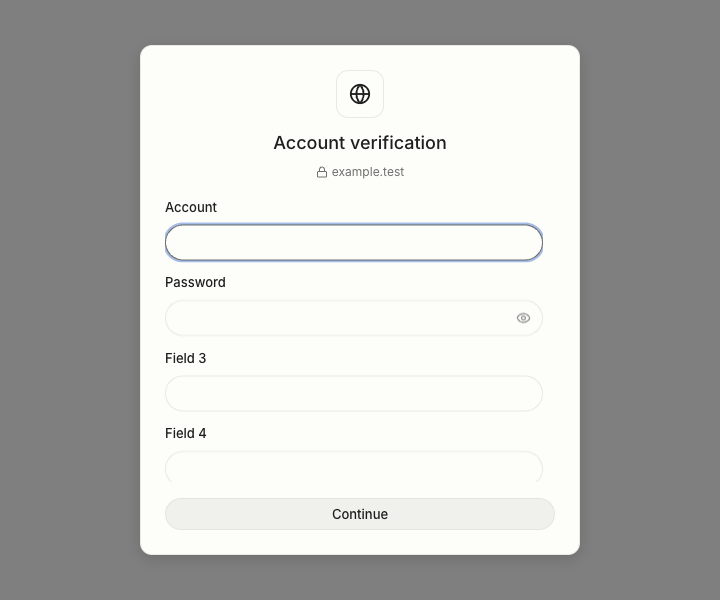 Account verification
example.test
Account
Password
Field 3
Field 4
Continue